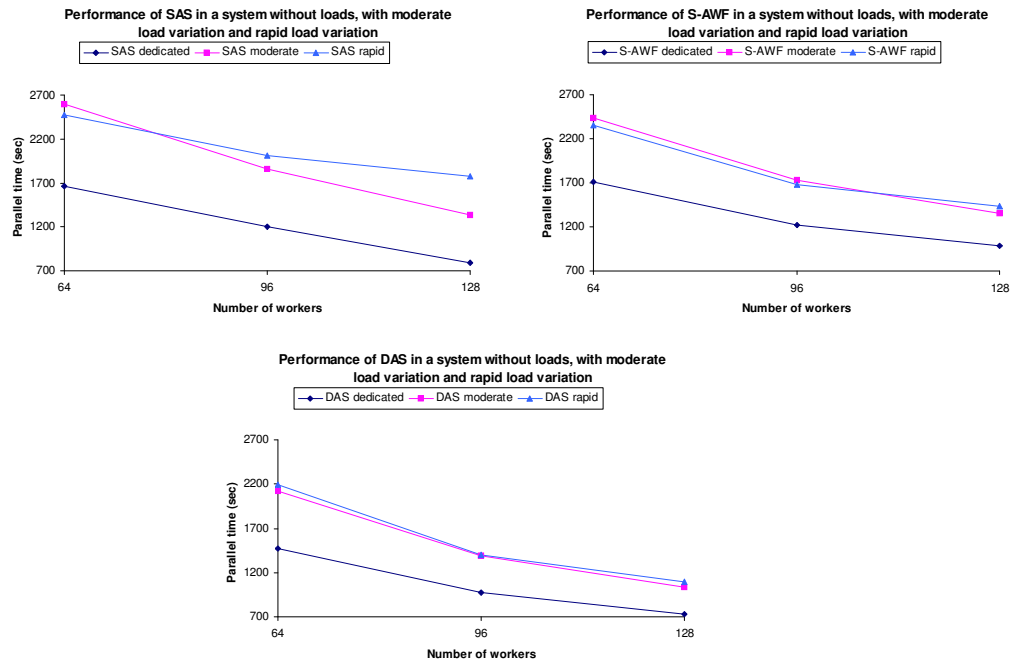 Performance of SAS in a system without loads, with moderate
load variation and rapid load variation
SAS dedicated SAS moderate SAS rapid
2700
2200
1700
1200
700
Parallel time (sec)
64 96 128
Number of workers
Performance of S-AWF in a system without loads, with moderate
load variation and rapid load variation
S-AWF dedicated S-AWF moderate S-AWF rapid
2700
2200
1700
1200
700
Parallel time (sec)
64 96 128
Number of workers
Performance of DAS in a system without loads, with moderate
load variation and rapid load variation
DAS dedicated DAS moderate DAS rapid
2700
2200
1700
1200
700
Parallel time (sec)
64 96 128
Number of workers